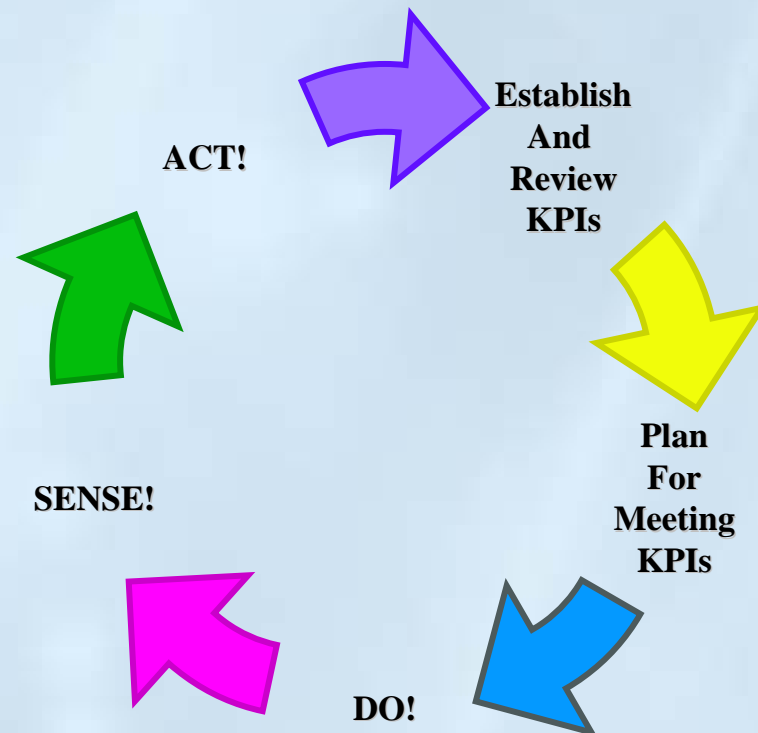 ACT!
Establish
And
Review
KPIs
Plan
For
Meeting
KPIs
DO!
SENSE!